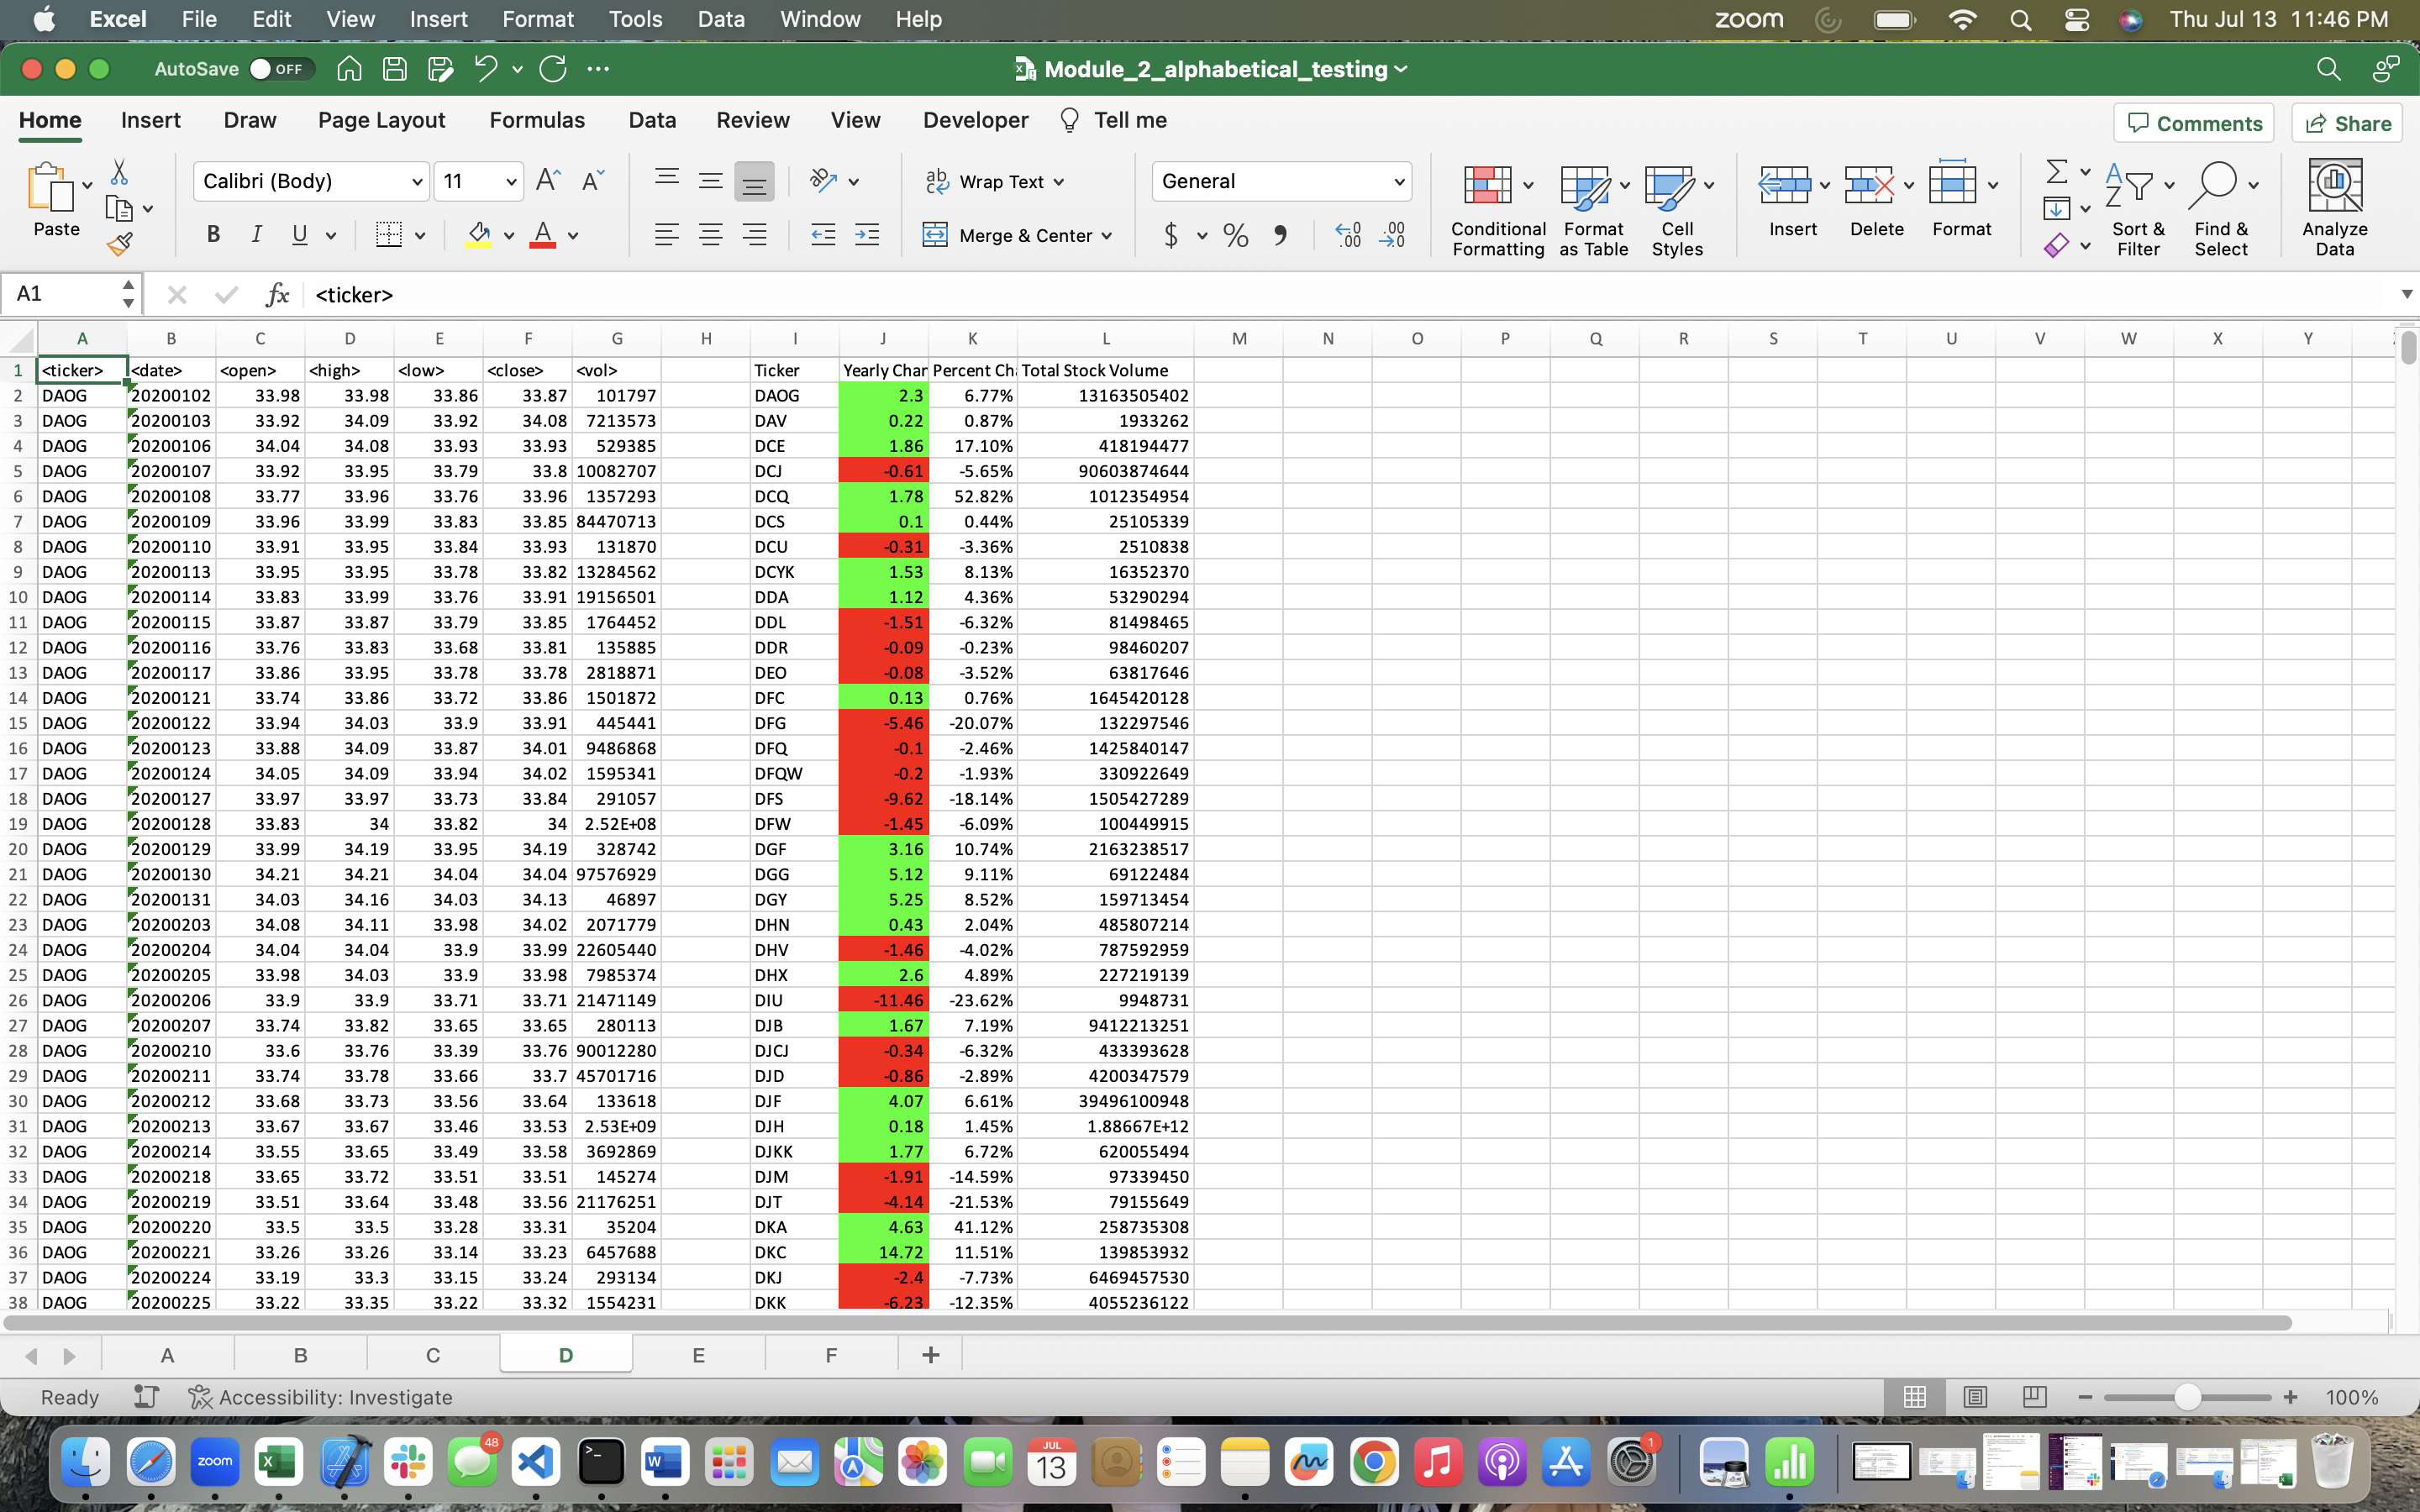 Excel File Edit View Insert Format Tools Data Window Help zoom Thu Jul 13 11:46 PM
AutoSave OFF Module_2_alphabetical_testing
Home Insert Draw Page Layout Formulas Data Review View Developer Tell me Comments Share
Calibri (Body) 11 Wrap Text General
Paste B I U Merge & Center $ % Conditional Formatting Format as Table Cell Styles Insert Delete Format Sort & Filter Find & Select Analyze Data
A1 fx <ticker>
A B C D E F G H I J K L M N O P Q R S T U V W X Y
1 <ticker> <date> <open> <high> <low> <close> <vol> Ticker Yearly Char Percent Ch Total Stock Volume
2 DAOG 20200102 33.98 33.98 33.86 33.87 101797 DAOG 2.3 6.77% 13163505402
3 DAOG 20200103 33.92 34.09 33.92 34.08 7213573 DAV 0.22 0.87% 1933262
4 DAOG 20200106 34.04 34.08 33.93 33.93 529385 DCE 1.86 17.10% 418194477
5 DAOG 20200107 33.92 33.95 33.79 33.8 10082707 DCJ -0.61 -5.65% 90603874644
6 DAOG 20200108 33.77 33.96 33.76 33.96 1357293 DCQ 1.78 52.82% 1012354954
7 DAOG 20200109 33.96 33.99 33.83 33.85 84470713 DCS 0.1 0.44% 25105339
8 DAOG 20200110 33.91 33.95 33.84 33.93 131870 DCU -0.31 -3.36% 2510838
9 DAOG 20200113 33.95 33.95 33.78 33.82 13284562 DCYK 1.53 8.13% 16352370
10 DAOG 20200114 33.83 33.99 33.76 33.91 19156501 DDA 1.12 4.36% 53290294
11 DAOG 20200115 33.87 33.87 33.79 33.85 1764452 DDL -1.51 -6.32% 81498465
12 DAOG 20200116 33.76 33.83 33.68 33.81 135885 DDR -0.09 -0.23% 98460207
13 DAOG 20200117 33.86 33.95 33.78 33.78 2818871 DEO -0.08 -3.52% 63817646
14 DAOG 20200121 33.74 33.86 33.72 33.86 1501872 DFC 0.13 0.76% 1645420128
15 DAOG 20200122 33.94 34.03 33.9 33.91 445441 DFG -5.46 -20.07% 132297546
16 DAOG 20200123 33.88 34.09 33.87 34.01 9486868 DFQ -0.1 -2.46% 1425840147
17 DAOG 20200124 34.05 34.09 33.94 34.02 1595341 DFQW -0.2 -1.93% 330922649
18 DAOG 20200127 33.97 33.97 33.73 33.84 291057 DFS -9.62 -18.14% 1505427289
19 DAOG 20200128 33.83 34 33.82 34 2.52E+08 DFW -1.45 -6.09% 100449915
20 DAOG 20200129 33.99 34.19 33.95 34.19 328742 DGF 3.16 10.74% 2163238517
21 DAOG 20200130 34.21 34.21 34.04 34.04 97576929 DGG 5.12 9.11% 69122484
22 DAOG 20200131 34.03 34.16 34.03 34.13 46897 DGY 5.25 8.52% 159713454
23 DAOG 20200203 34.08 34.11 33.98 34.02 2071779 DHN 0.43 2.04% 485807214
24 DAOG 20200204 34.04 34.04 33.9 33.99 22605440 DHV -1.46 -4.02% 787592959
25 DAOG 20200205 33.98 34.03 33.9 33.98 7985374 DHX 2.6 4.89% 227219139
26 DAOG 20200206 33.9 33.9 33.71 33.71 21471149 DIU -11.46 -23.62% 9948731
27 DAOG 20200207 33.74 33.82 33.65 33.65 280113 DJB 1.67 7.19% 9412213251
28 DAOG 20200210 33.6 33.76 33.39 33.76 90012280 DJCJ -0.34 -6.32% 433393628
29 DAOG 20200211 33.74 33.78 33.66 33.7 45701716 DJD -0.86 -2.89% 4200347579
30 DAOG 20200212 33.68 33.73 33.56 33.64 133618 DJF 4.07 6.61% 39496100948
31 DAOG 20200213 33.67 33.67 33.46 33.53 2.53E+09 DJH 0.18 1.45% 1.88667E+12
32 DAOG 20200214 33.55 33.65 33.49 33.58 3692869 DJKK 1.77 6.72% 620055494
33 DAOG 20200218 33.65 33.72 33.51 33.51 145274 DJM -1.91 -14.59% 97339450
34 DAOG 20200219 33.51 33.64 33.48 33.56 21176251 DJT -4.14 -21.53% 79155649
35 DAOG 20200220 33.5 33.5 33.28 33.31 35204 DKA 4.63 41.12% 258735308
36 DAOG 20200221 33.26 33.26 33.14 33.23 6457688 DKC 14.72 11.51% 139853932
37 DAOG 20200224 33.19 33.3 33.15 33.24 293134 DKJ -2.4 -7.73% 6469457530
38 DAOG 20200225 33.22 33.35 33.22 33.32 1554231 DKK -6.23 -12.35% 4055236122
A B C D E F +
Ready Accessibility: Investigate 100%
zoom 48 JUL 13 1